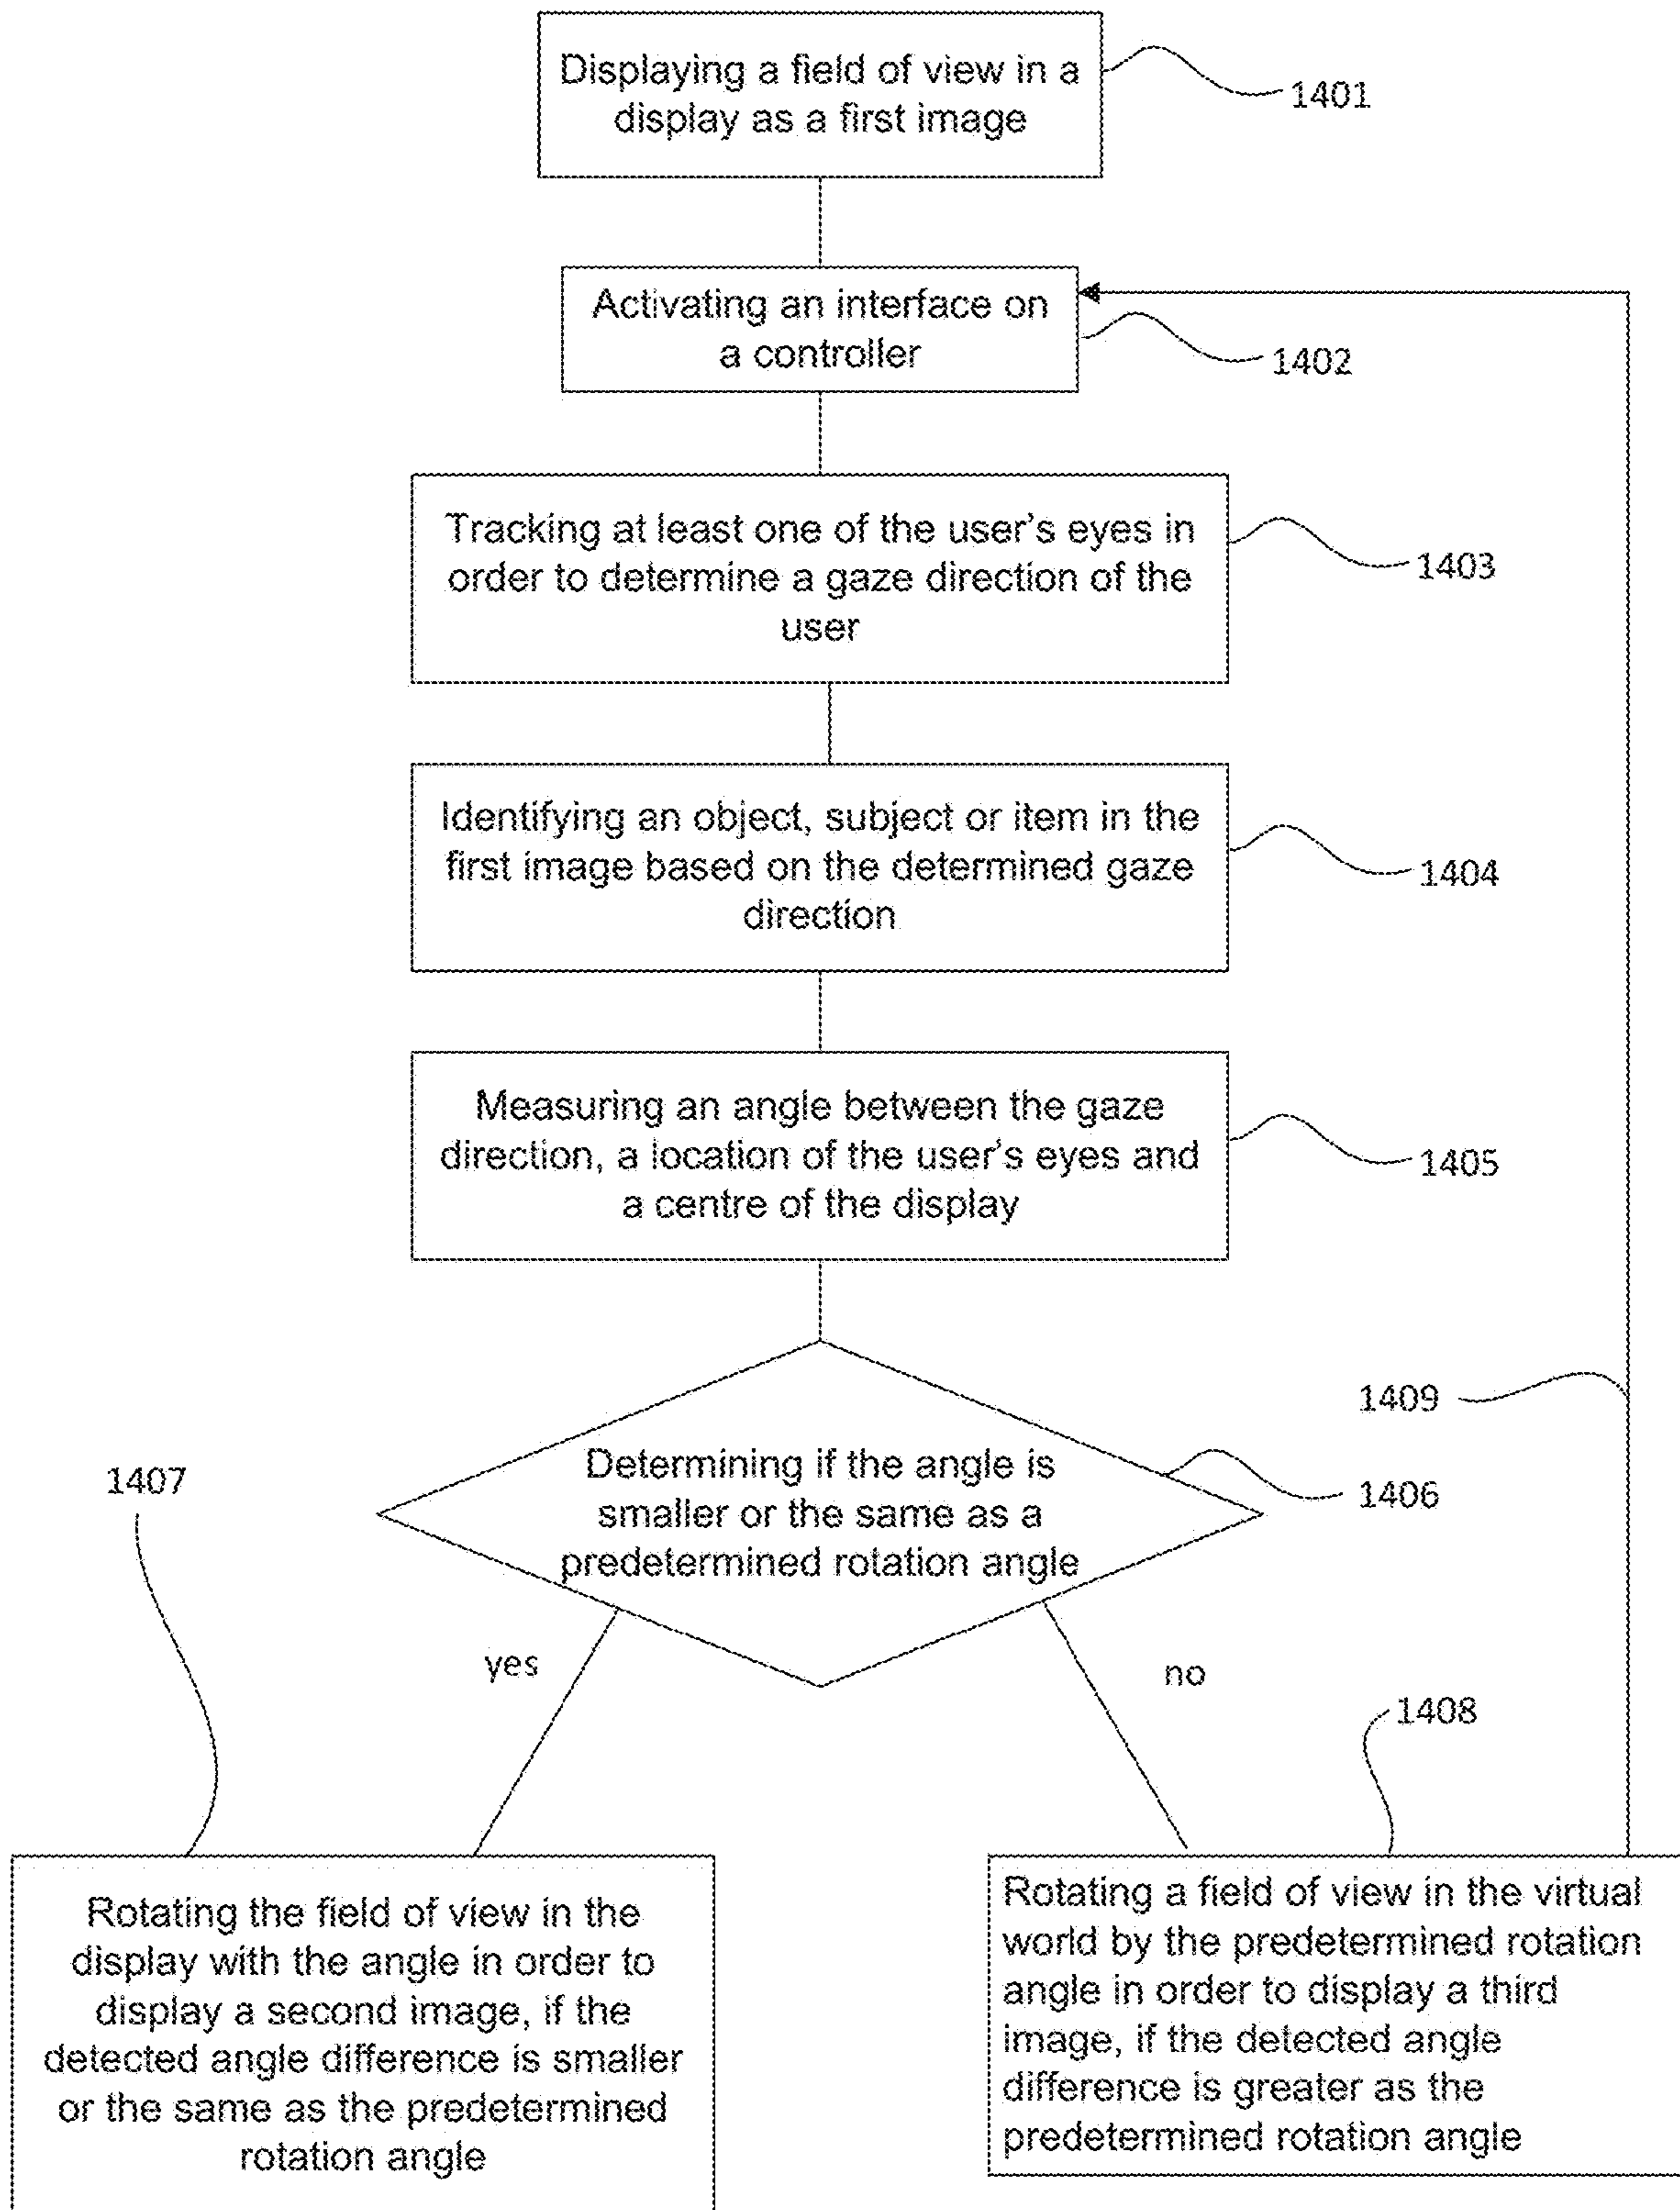 Displaying a field of view in a
display as a first image
1401
Activating an interface on
a controller
1402
Tracking at least one of the user's eyes in
order to determine a gaze direction of the
user
1403
Identifying an object, subject or item in the
first image based on the determined gaze
direction
1404
Measuring an angle between the gaze
direction, a location of the user's eyes and
a centre of the display
1405
1409
Determining if the angle is
smaller or the same as a
predetermined rotation angle
1406
1407
yes
no
1408
Rotating the field of view in the
display with the angle in order to
display a second image, if the
detected angle difference is smaller
or the same as the predetermined
rotation angle
Rotating a field of view in the virtual
world by the predetermined rotation
angle in order to display a third
image, if the detected angle
difference is greater as the
predetermined rotation angle